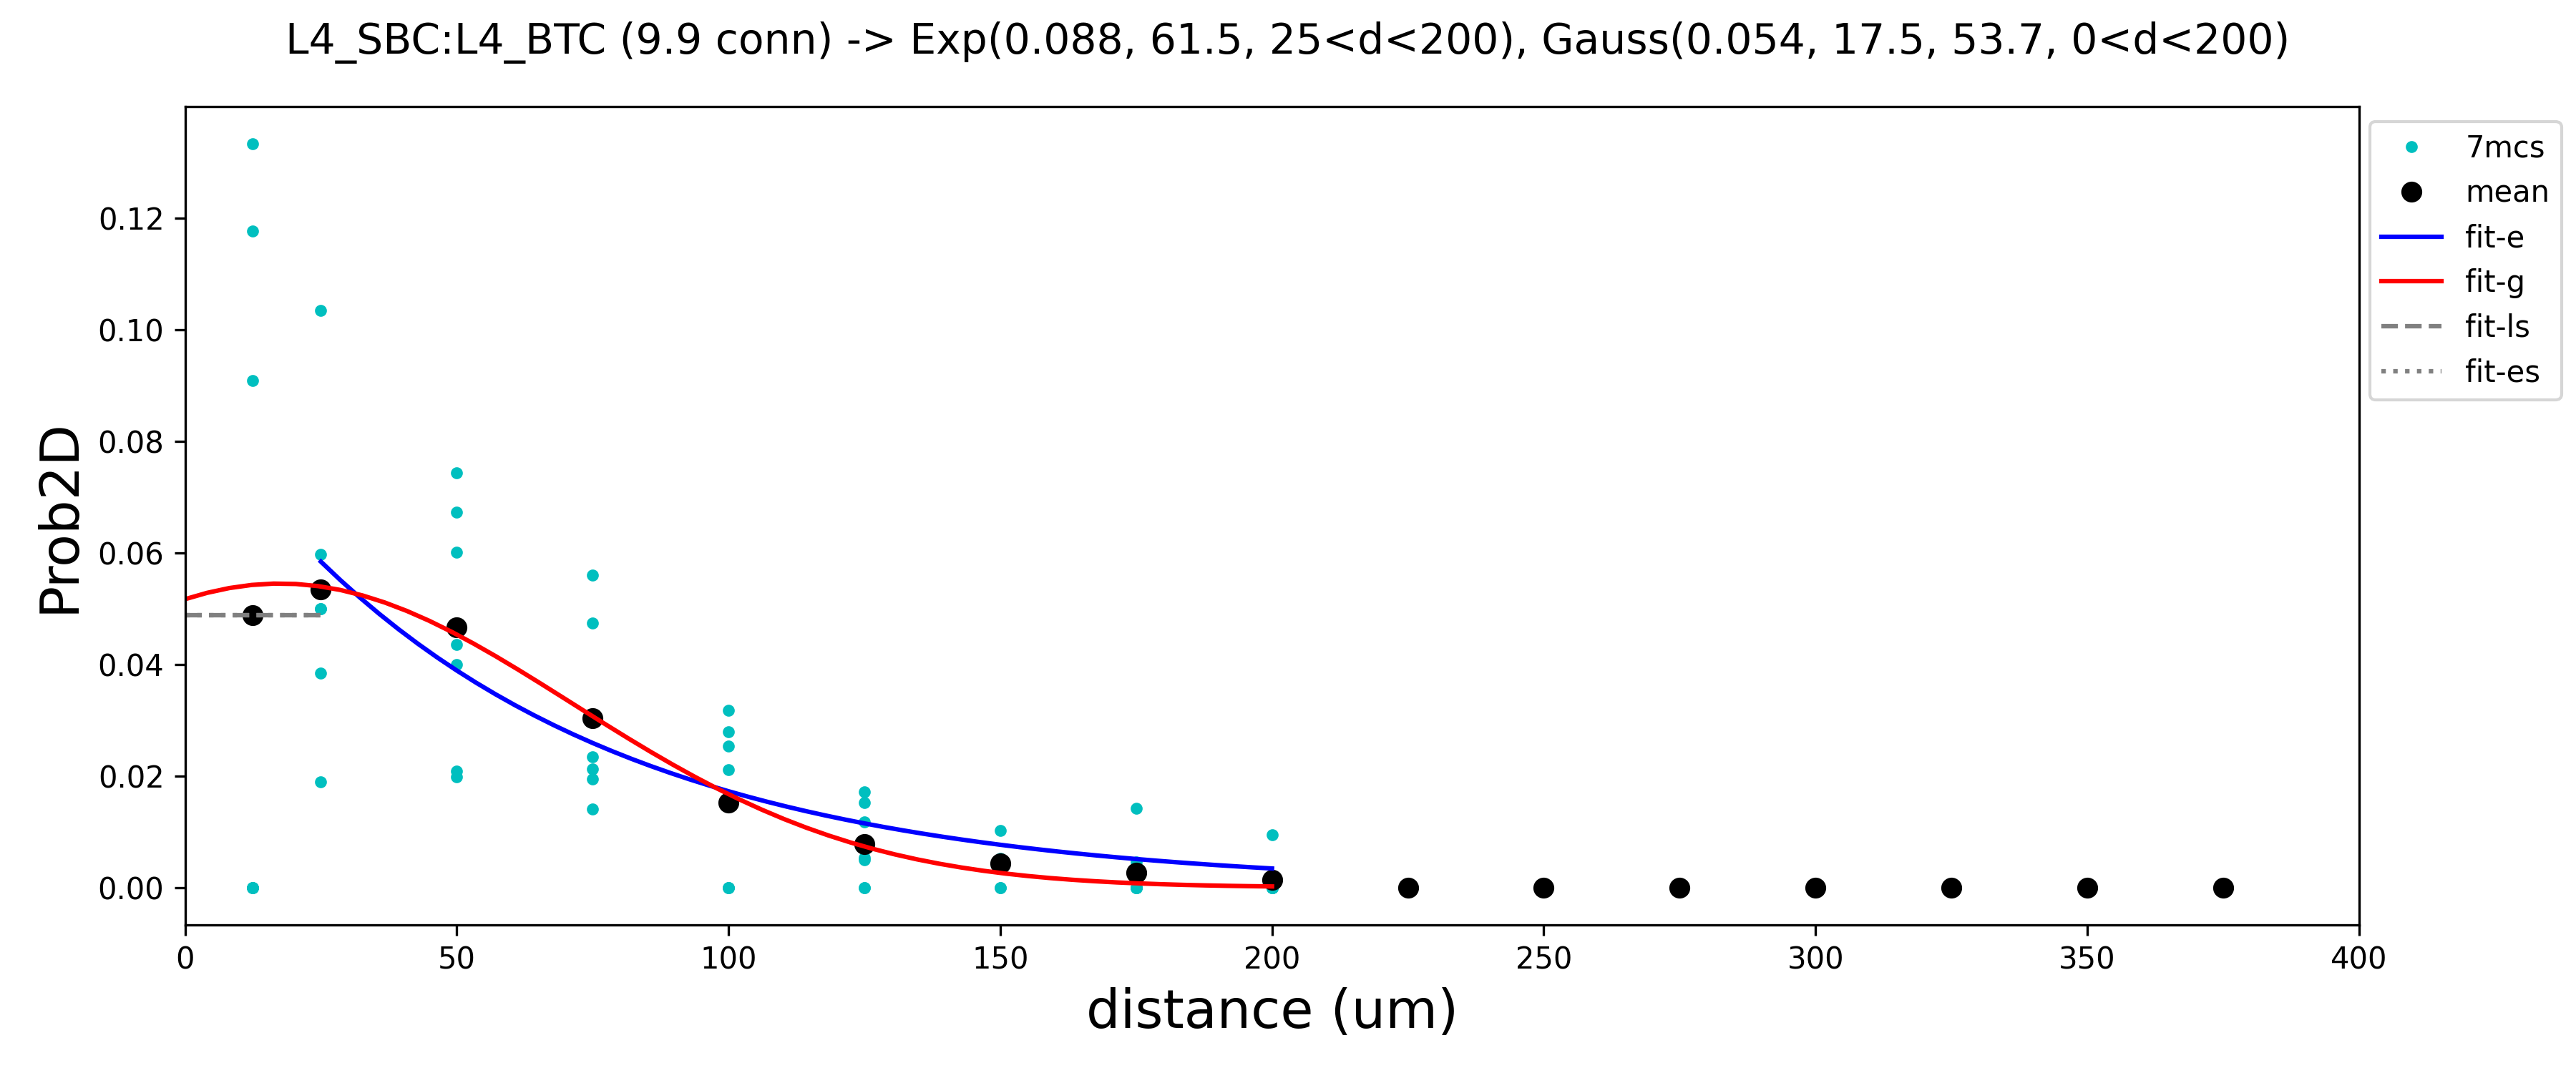 L4_SBC:L4_BTC (9.9 conn) -> Exp(0.088, 61.5, 25<d<200), Gauss(0.054, 17.5, 53.7, 0<d<200)
7mcs
mean
fit-e
fit-g
fit-ls
fit-es
Prob2D
0.12
0.10
0.08
0.06
0.04
0.02
0.00
0 50 100 150 200 250 300 350 400
distance (um)